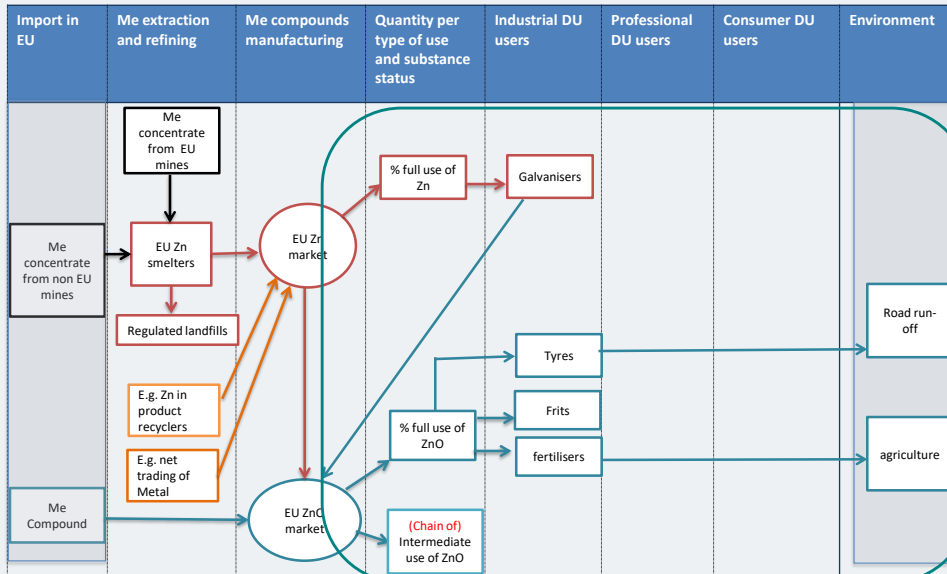 Import in
EU
Me extraction
and refining
Me compounds
manufacturing
Quantity per
type of use
and substance
status
Industrial DU
users
Professional
DU users
Consumer DU
users
Environment
Me
concentrate
from EU
mines
% full use of
Zn
Galvanisers
Me
concentrate
from non EU
mines
EU Zn
smelters
EU Zn
market
Regulated landfills
Road run-
off
Tyres
E.g. Zn in
product
recyclers
Frits
% full use of
ZnO
fertilisers
agriculture
E.g. net
trading of
Metal
Me
Compound
EU ZnO
market
(Chain of)
Intermediate
use of ZnO